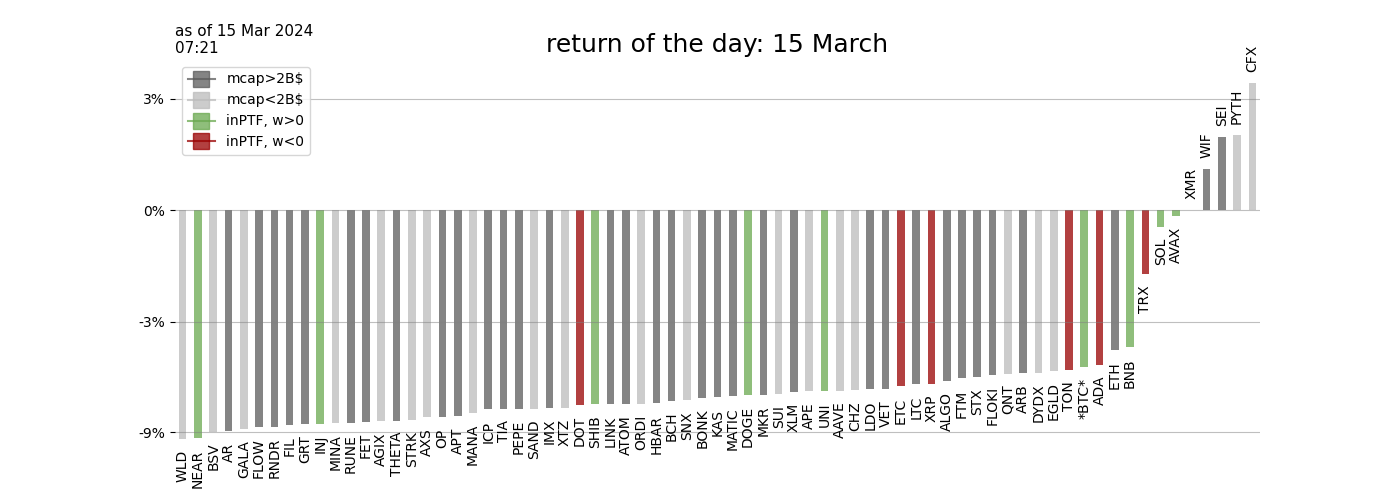 as of 15 Mar 2024
07:21
return of the day: 15 March
mcap>2B$
mcap<2B$
inPTF, w>0
inPTF, w<0
3%
0%
-3%
-9%
WLD
NEAR
BSV
AR
GALA
FLOW
RNDR
FIL
GRT
INJ
MINA
RUNE
FET
AGIX
THETA
STRK
AXS
OP
APT
MANA
ICP
TIA
PEPE
SAND
IMX
XTZ
DOT
SHIB
LINK
ATOM
ORDI
HBAR
BCH
SNX
BONK
KAS
MATIC
DOGE
MKR
SUI
XLM
APE
UNI
AAVE
CHZ
LDO
VET
ETC
LTC
XRP
ALGO
FTM
STX
FLOKI
QNT
ARB
DYDX
EGLD
TON
*BTC*
ADA
ETH
BNB
TRX
SOL
AVAX
XMR
WIF
SEI
PYTH
CFX